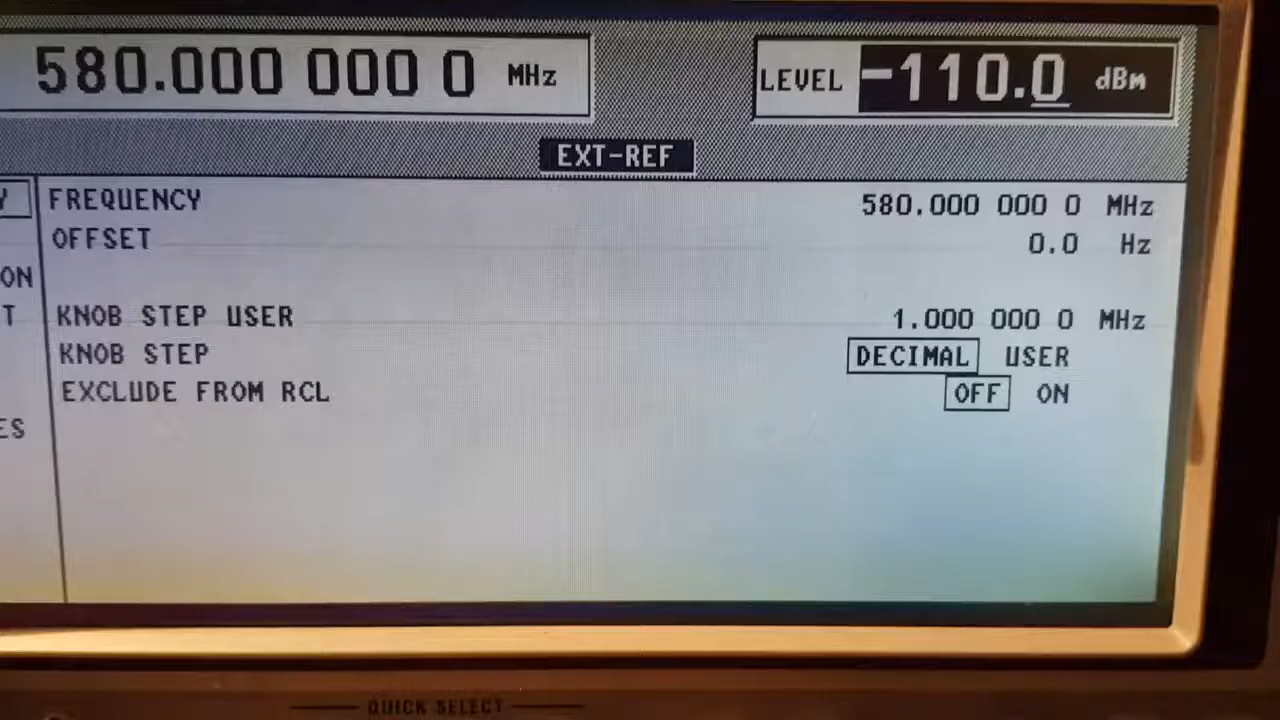 580.000 000 0 MHz LEVEL -110.0 dBm
EXT-REF
FREQUENCY 580.000 000 0 MHz
OFFSET 0.0 Hz
ON
T KNOB STEP USER 1.000 000 0 MHz
KNOB STEP DECIMAL USER
EXCLUDE FROM RCL OFF ON
ES
QUICK SELECT